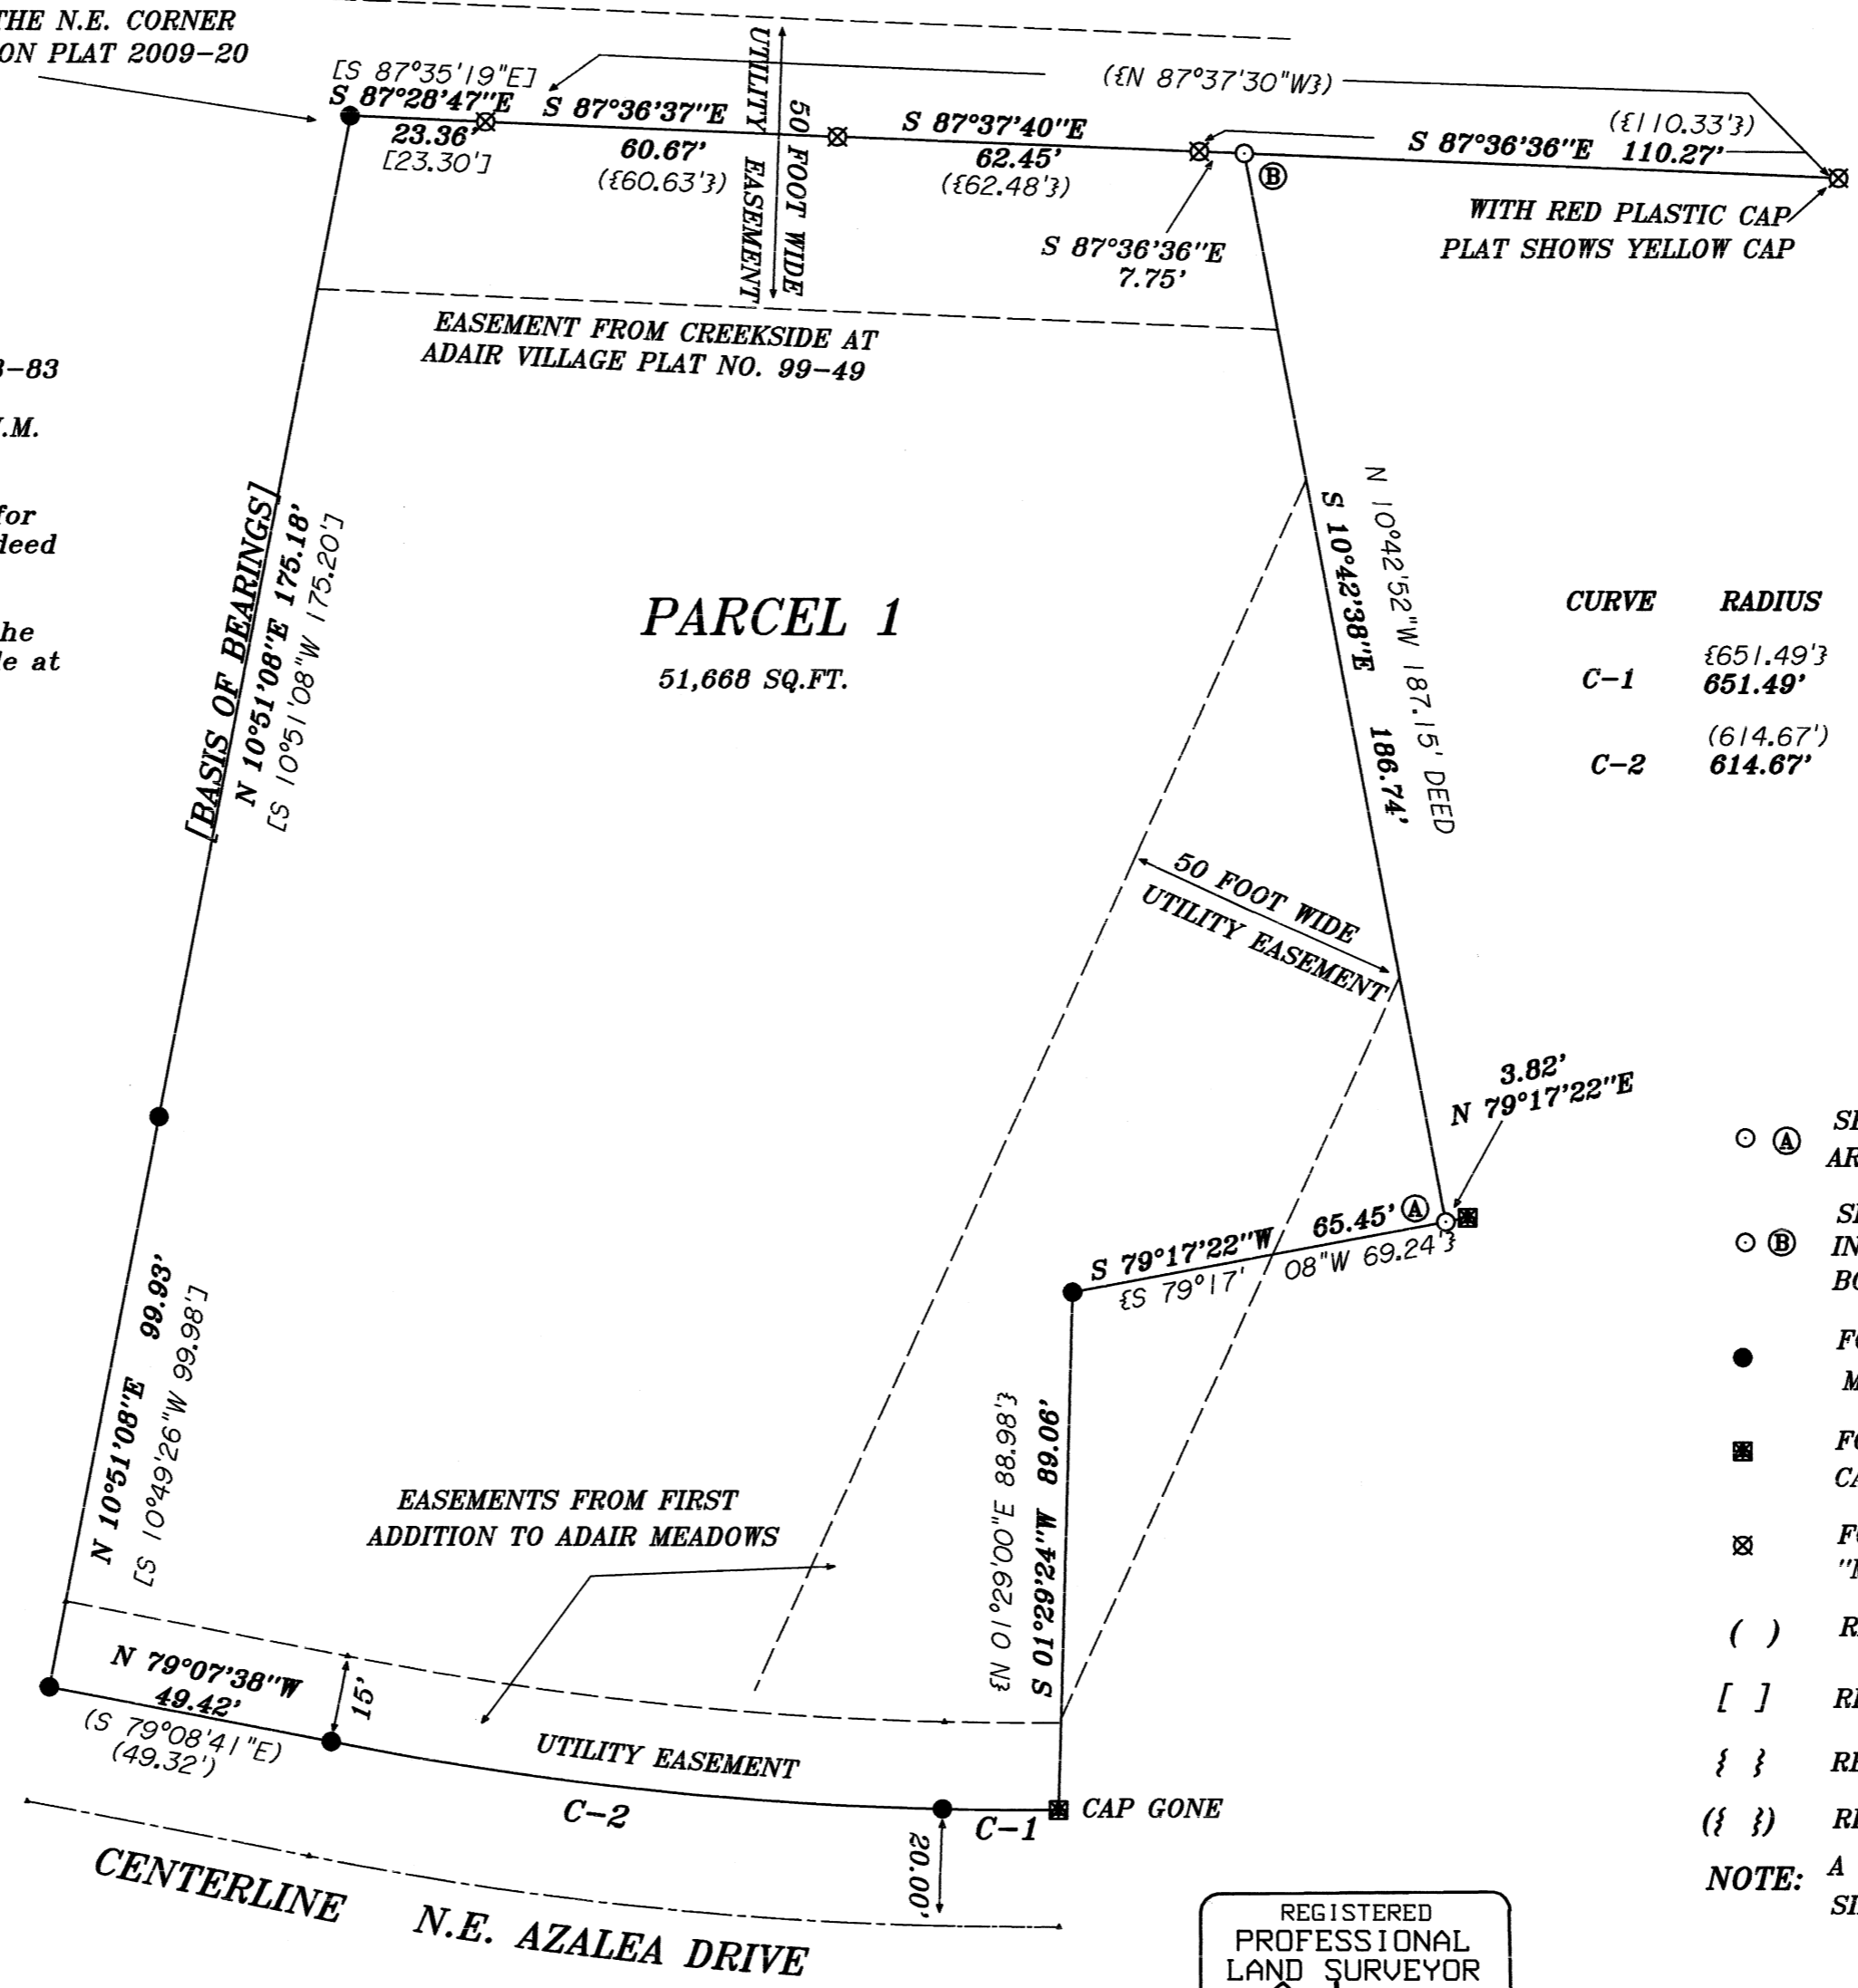 THE N.E. CORNER
ON PLAT 2009-20
[S 87°35'19"E]
S 87°28'47"E
23.36'
[23.30']
S 87°36'37"E
60.67'
({60.63'})
UTILITY EASEMENT
50 FOOT WIDE
S 87°37'40"E
62.45'
({62.48'})
({N 87°37'30"W})
({110.33'})
S 87°36'36"E 110.27'
B
WITH RED PLASTIC CAP
PLAT SHOWS YELLOW CAP
S 87°36'36"E
7.75'
EASEMENT FROM CREEKSIDE AT
ADAIR VILLAGE PLAT NO. 99-49
-83
.M.
for
deed
he
le at
[BASIS OF BEARINGS]
N 10°51'08"E 175.18'
[S 10°51'08"W 175.20']
PARCEL 1
51,668 SQ.FT.
S 10°42'38"E 186.74'
N 10°42'52"W 187.15' DEED
CURVE RADIUS
{651.49'}
C-1 651.49'
(614.67')
C-2 614.67'
50 FOOT WIDE
UTILITY EASEMENT
3.82'
N 79°17'22"E
S 79°17'22"W 65.45' A
{S 79°17'08"W 69.24'}
N 10°51'08"E 99.93'
[S 10°49'26"W 99.98']
{N 01°29'00"E 88.98'}
S 01°29'24"W 89.06'
EASEMENTS FROM FIRST
ADDITION TO ADAIR MEADOWS
N 79°07'38"W
49.42'
(S 79°08'41"E)
(49.32')
15'
UTILITY EASEMENT
C-2
C-1
CAP GONE
20.00'
CENTERLINE N.E. AZALEA DRIVE
A
AR
B
IN
BO
( )
[ ]
{ }
({ })
NOTE: A
REGISTERED
PROFESSIONAL
LAND SURVEYOR